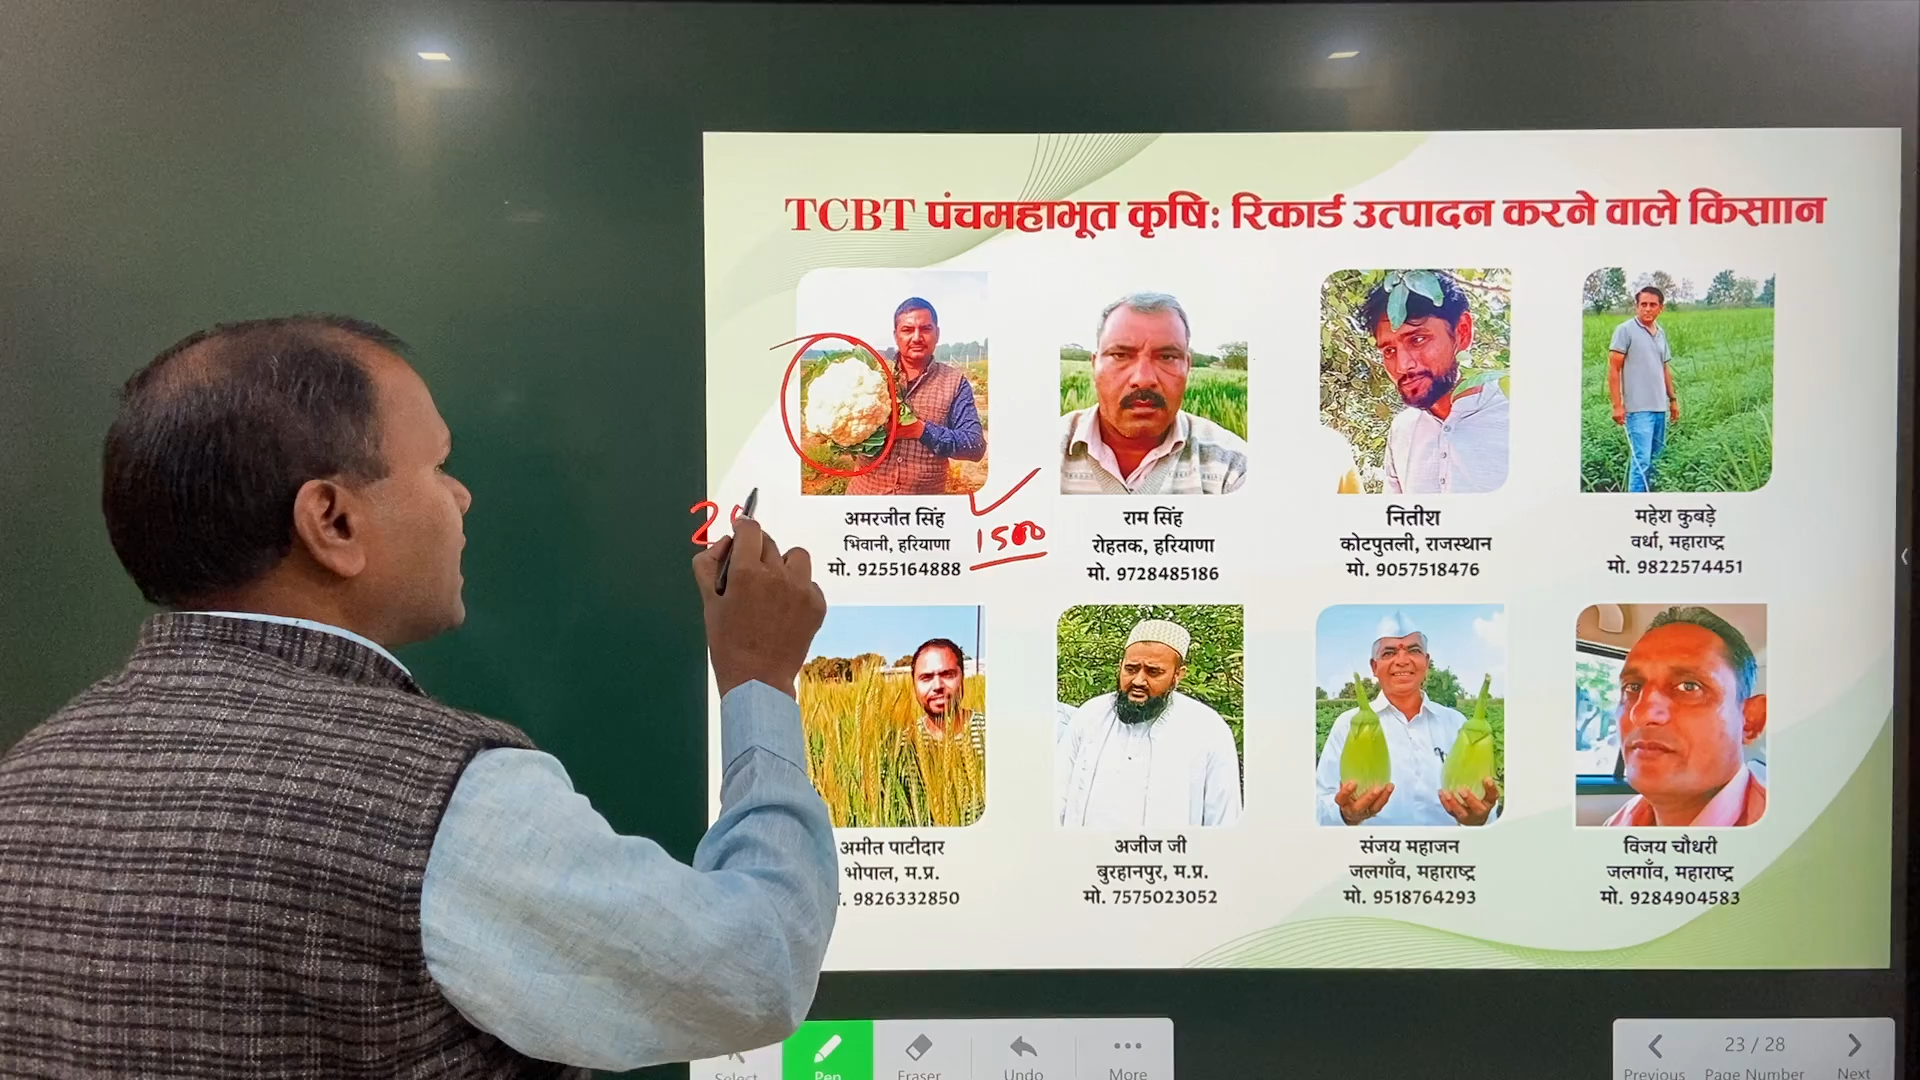 TCBT पंचमहाभूत कृषि: रिकार्ड उत्पादन करने वाले किसाान
अमरजीत सिंह
भिवानी, हरियाणा
मो. 9255164888
1500
राम सिंह
रोहतक, हरियाणा
मो. 9728485186
नितीश
कोटपुतली, राजस्थान
मो. 9057518476
महेश कुबड़े
वर्धा, महाराष्ट्र
मो. 9822574451
अमीत पाटीदार
भोपाल, म.प्र.
. 9826332850
अजीज जी
बुरहानपुर, म.प्र.
मो. 7575023052
संजय महाजन
जलगाँव, महाराष्ट्र
मो. 9518764293
विजय चौधरी
जलगाँव, महाराष्ट्र
मो. 9284904583
Select
Pen
Eraser
Undo
More
23 / 28
Previous
Page Number
Next